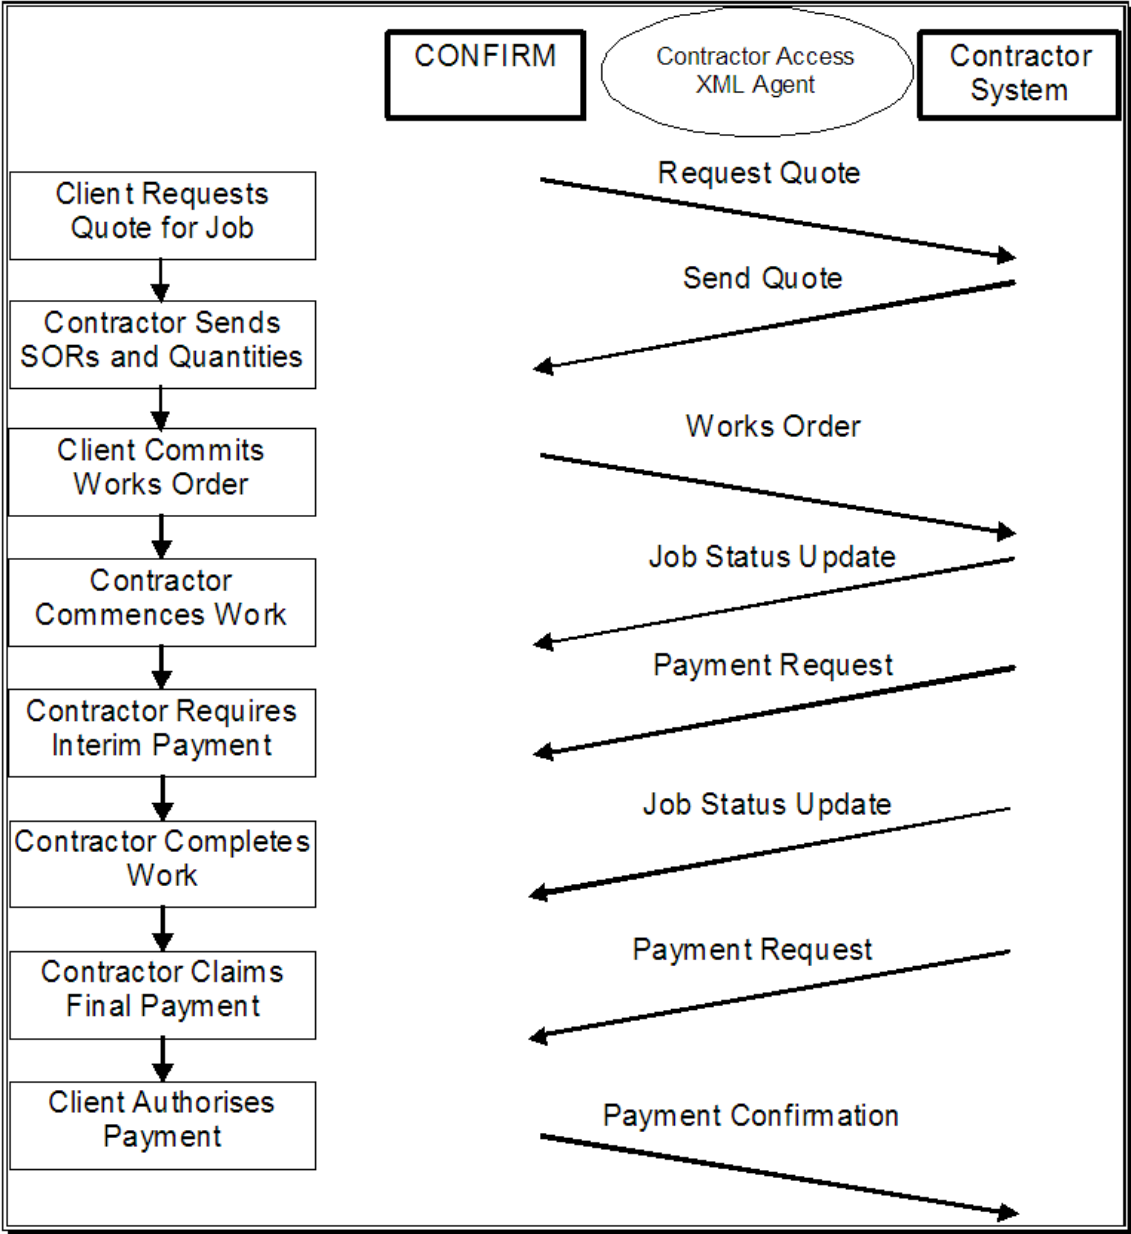 CONFIRM
Contractor Access
XML Agent
Contractor
System
Client Requests
Quote for Job
Request Quote
Send Quote
Contractor Sends
SORs and Quantities
Works Order
Client Commits
Works Order
Job Status Update
Contractor
Commences Work
Payment Request
Contractor Requires
Interim Payment
Job Status Update
Contractor Completes
Work
Payment Request
Contractor Claims
Final Payment
Client Authorises
Payment
Payment Confirmation